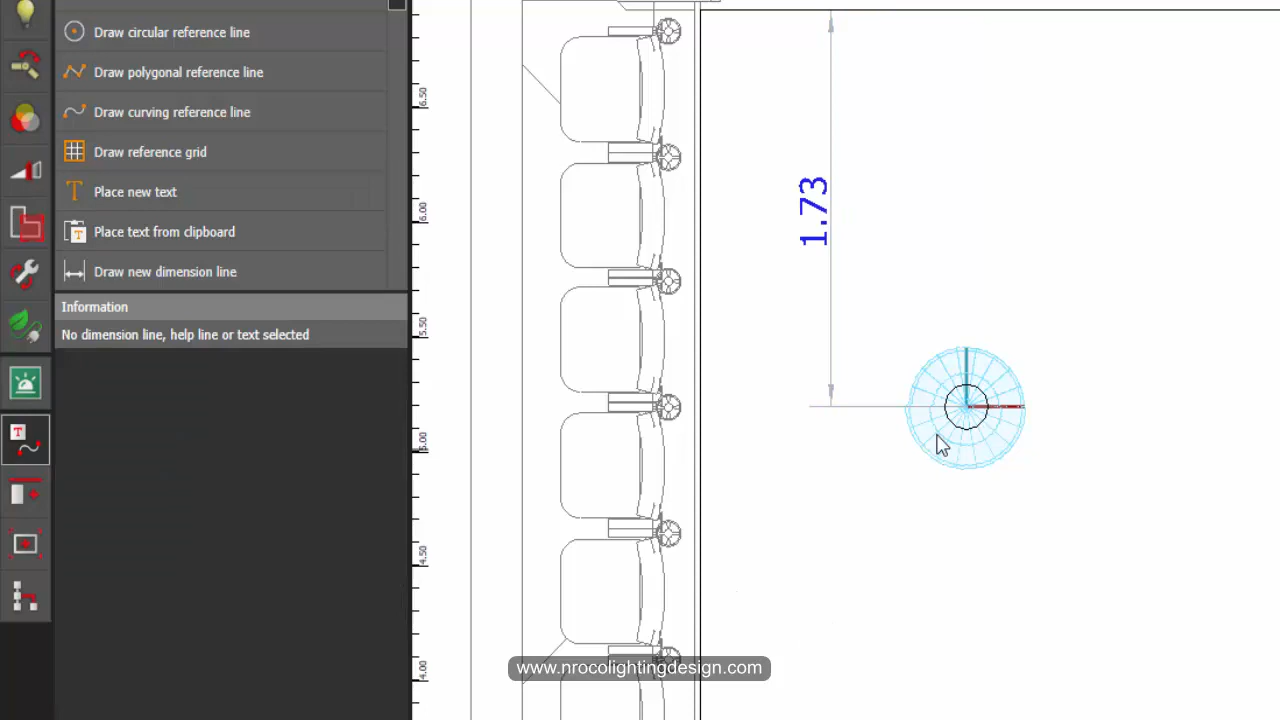 Draw circular reference line
Draw polygonal reference line
Draw curving reference line
Draw reference grid
T Place new text
T Place text from clipboard
Draw new dimension line
Information
No dimension line, help line or text selected
T
6.50
6.00
5.50
5.00
4.50
4.00
1.73
www.nrocolightingdesign.com